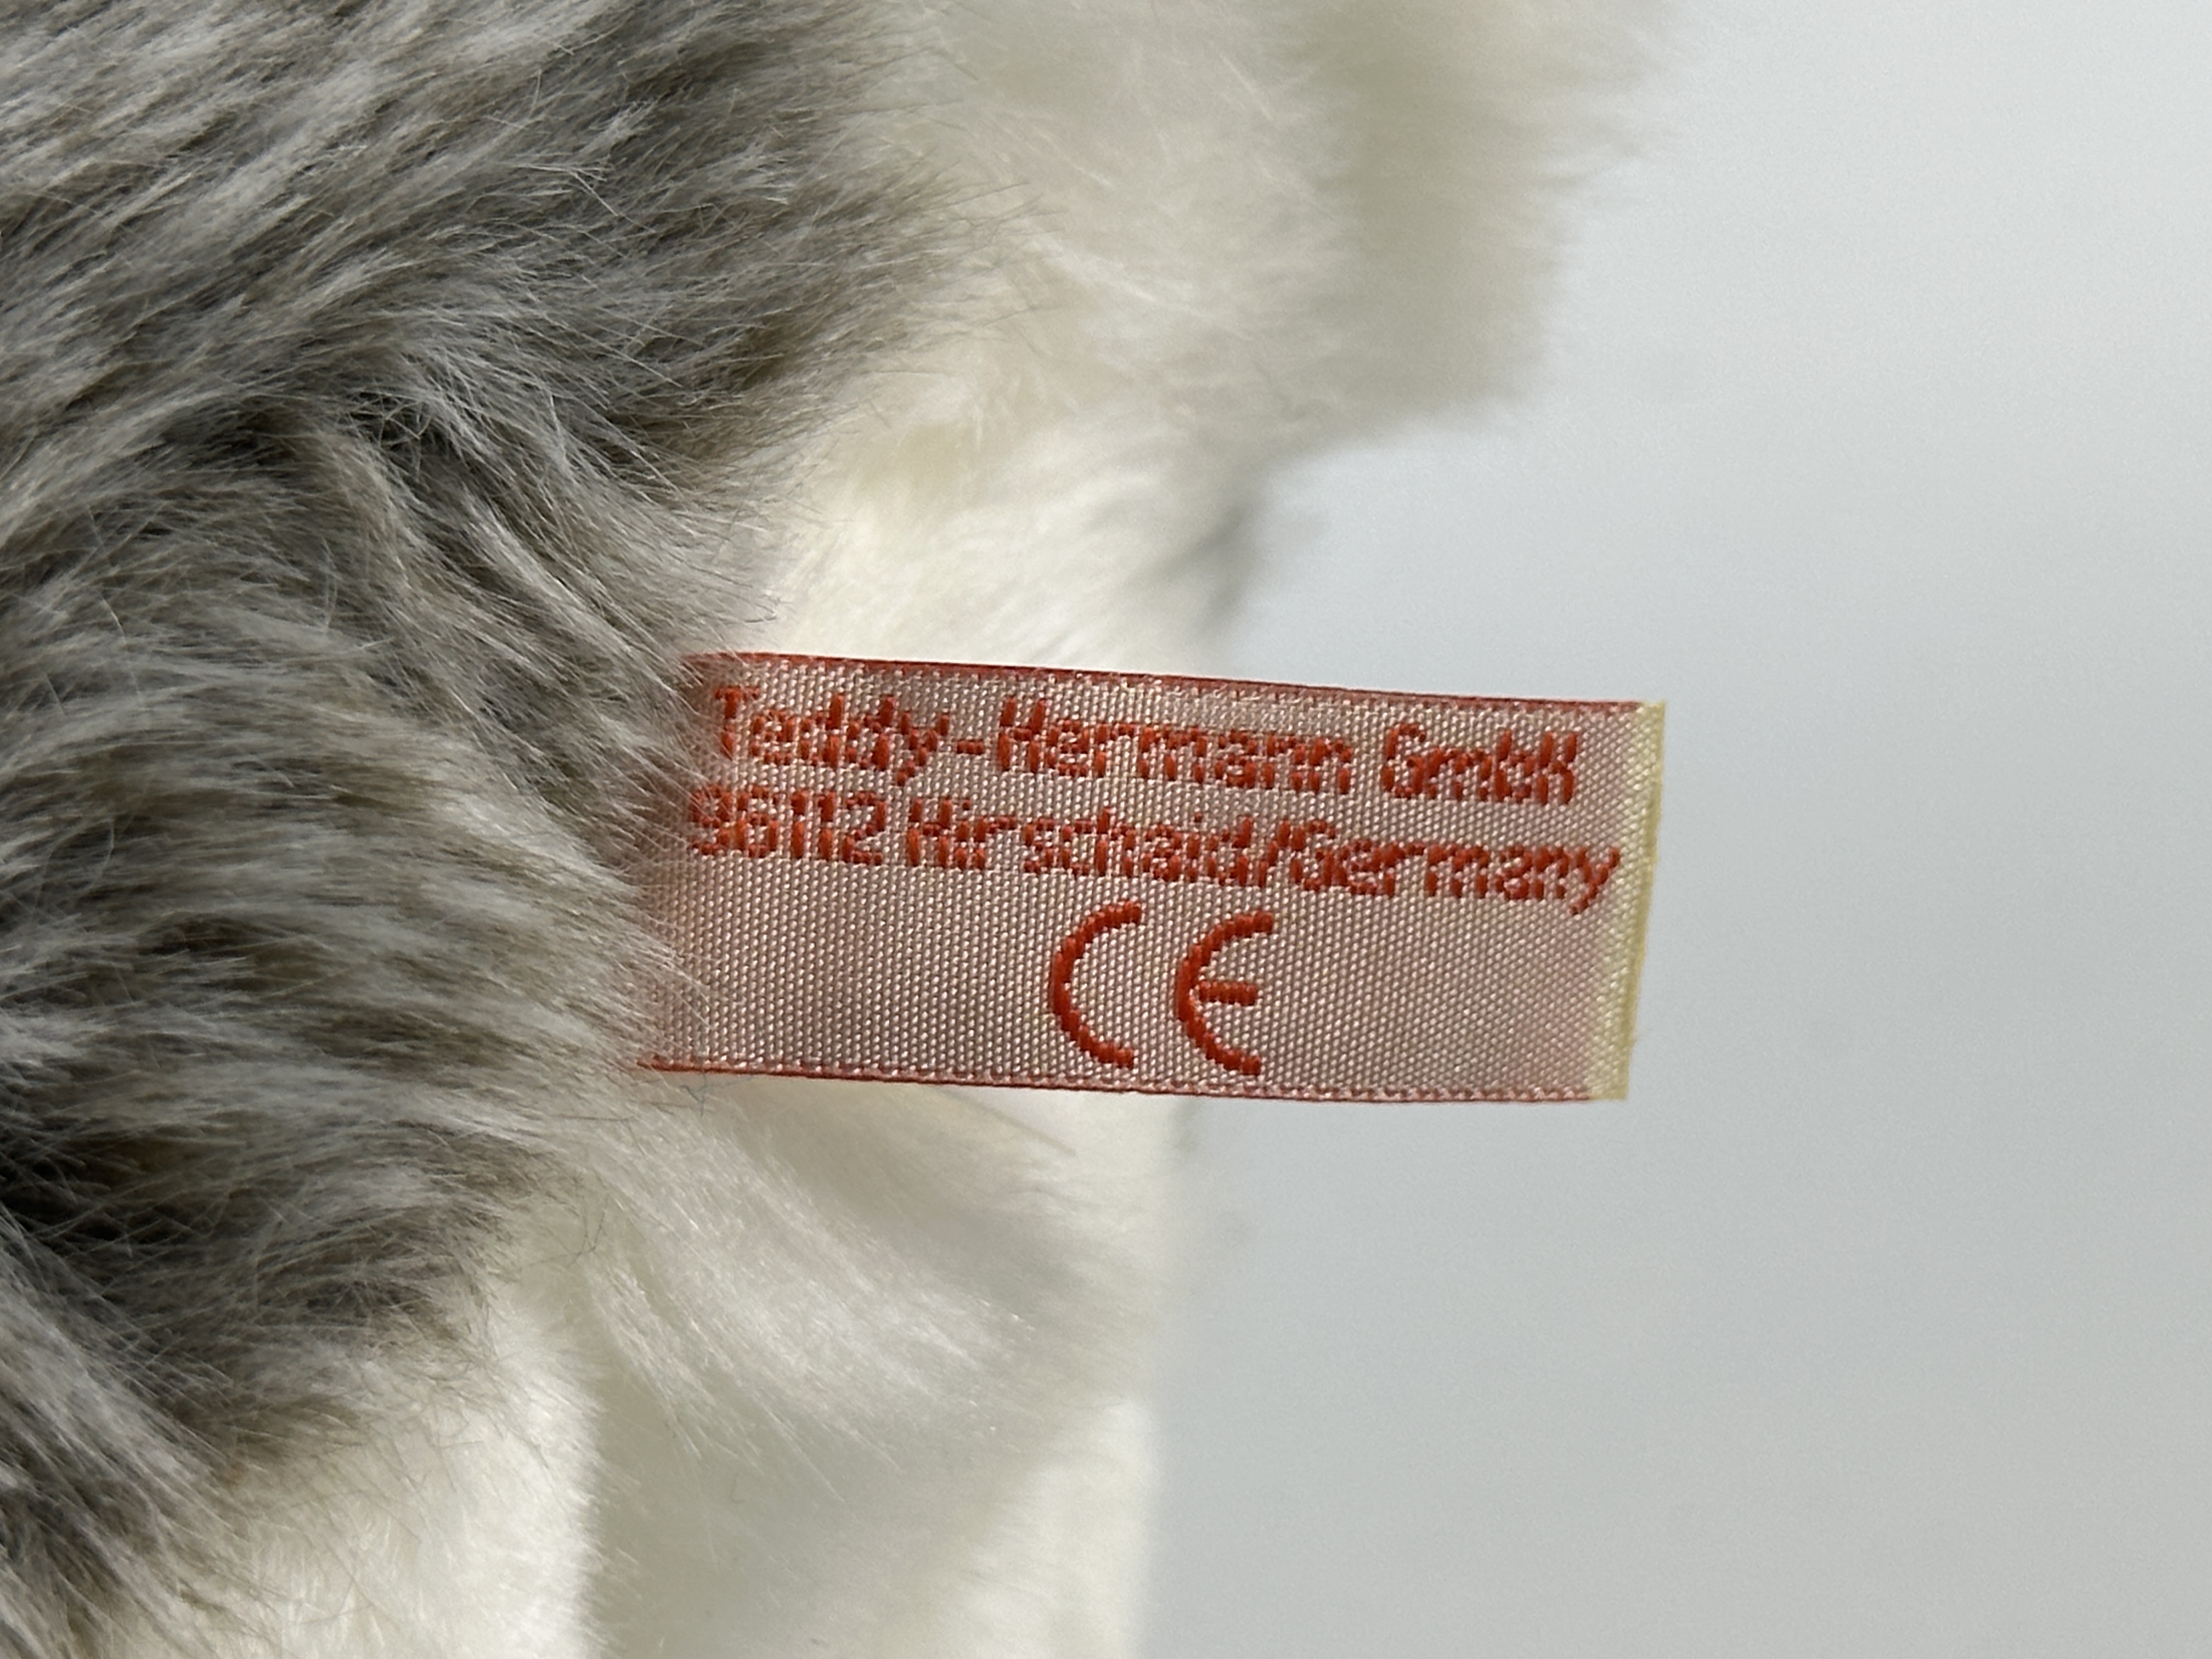 Teddy-Hermann GmbH
96112 Hirschaid/Germany
CE